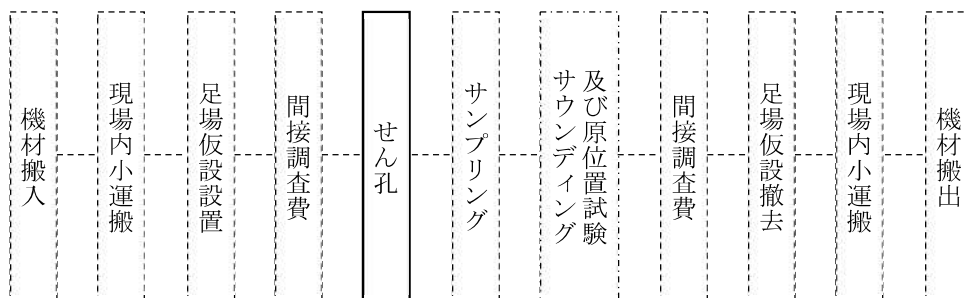 機材搬入
現場内小運搬
足場仮設設置
間接調査費
せん孔
サンプリング
サウンディング
及び原位置試験
間接調査費
足場仮設撤去
現場内小運搬
機材搬出